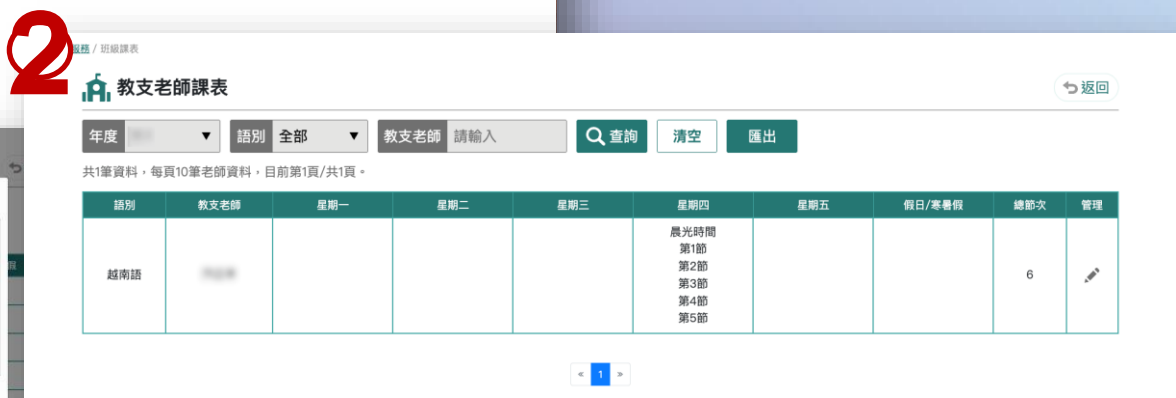 2
服務 / 班級課表
教支老師課表
返回
年度 ▼ 語別 全部 ▼ 教支老師 請輸入 查詢 清空 匯出
共1筆資料，每頁10筆老師資料，目前第1頁/共1頁。
語別 教支老師 星期一 星期二 星期三 星期四 星期五 假日/寒暑假 總節次 管理
越南語
晨光時間
第1節
第2節
第3節
第4節
第5節
6
« 1 »